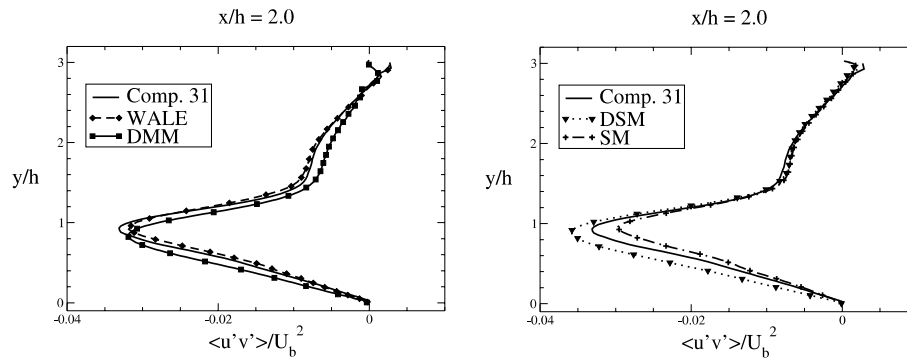 x/h = 2.0
3
2
1
0
y/h
Comp. 31
WALE
DMM
-0.04
-0.02
0
<u'v'>/U_b^2
x/h = 2.0
3
2
1
0
y/h
Comp. 31
DSM
SM
-0.04
-0.02
0
<u'v'>/U_b^2